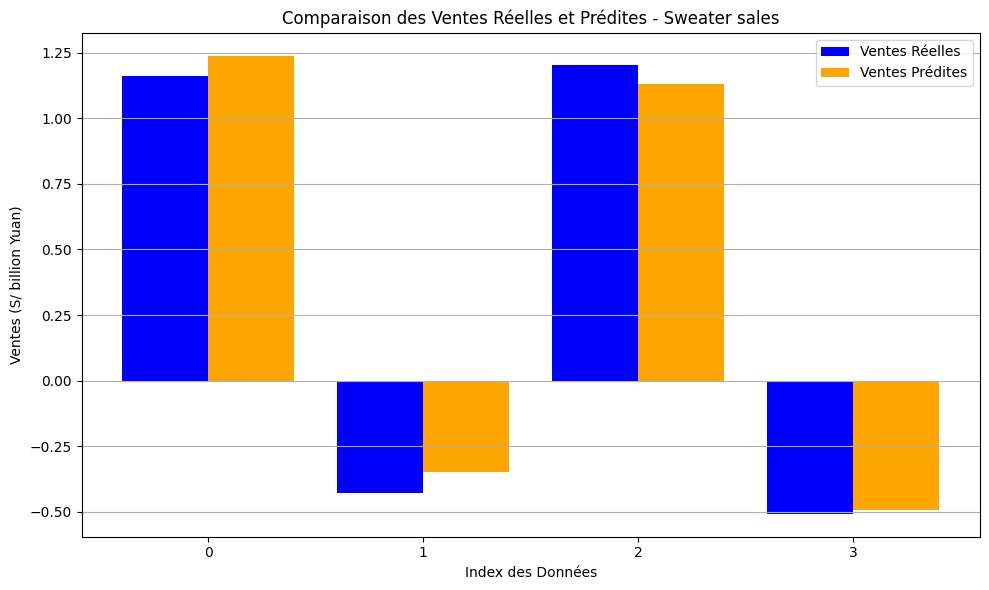 Comparaison des Ventes Réelles et Prédites - Sweater sales
Ventes Réelles
Ventes Prédites
Ventes (S/ billion Yuan)
1.25
1.00
0.75
0.50
0.25
0.00
−0.25
−0.50
0 1 2 3
Index des Données